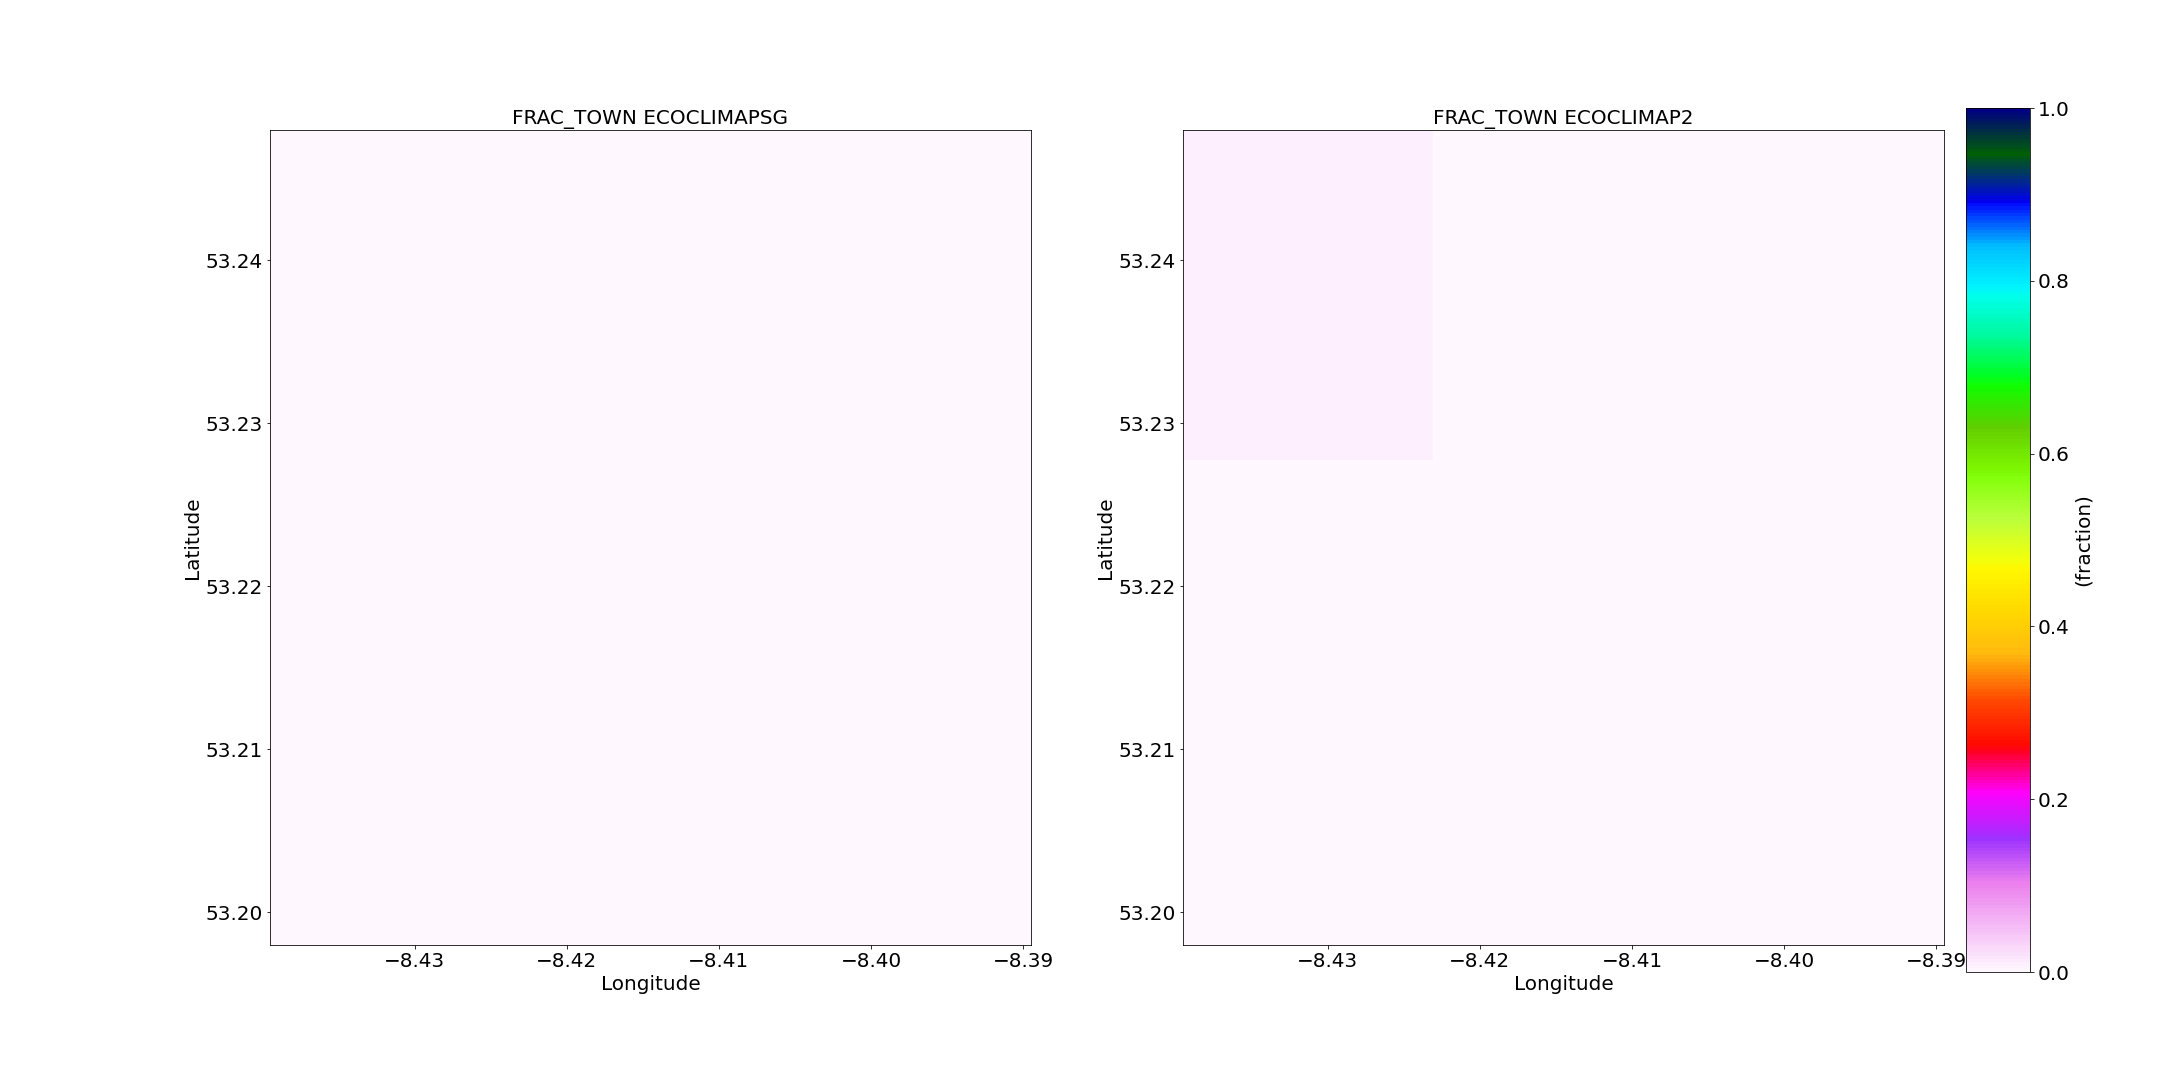 FRAC_TOWN ECOCLIMAPSG
53.24
53.23
53.22
53.21
53.20
Latitude
−8.43 −8.42 −8.41 −8.40 −8.39
Longitude
FRAC_TOWN ECOCLIMAP2
53.24
53.23
53.22
53.21
53.20
Latitude
−8.43 −8.42 −8.41 −8.40 −8.39
Longitude
1.0
0.8
0.6
0.4
0.2
0.0
(fraction)